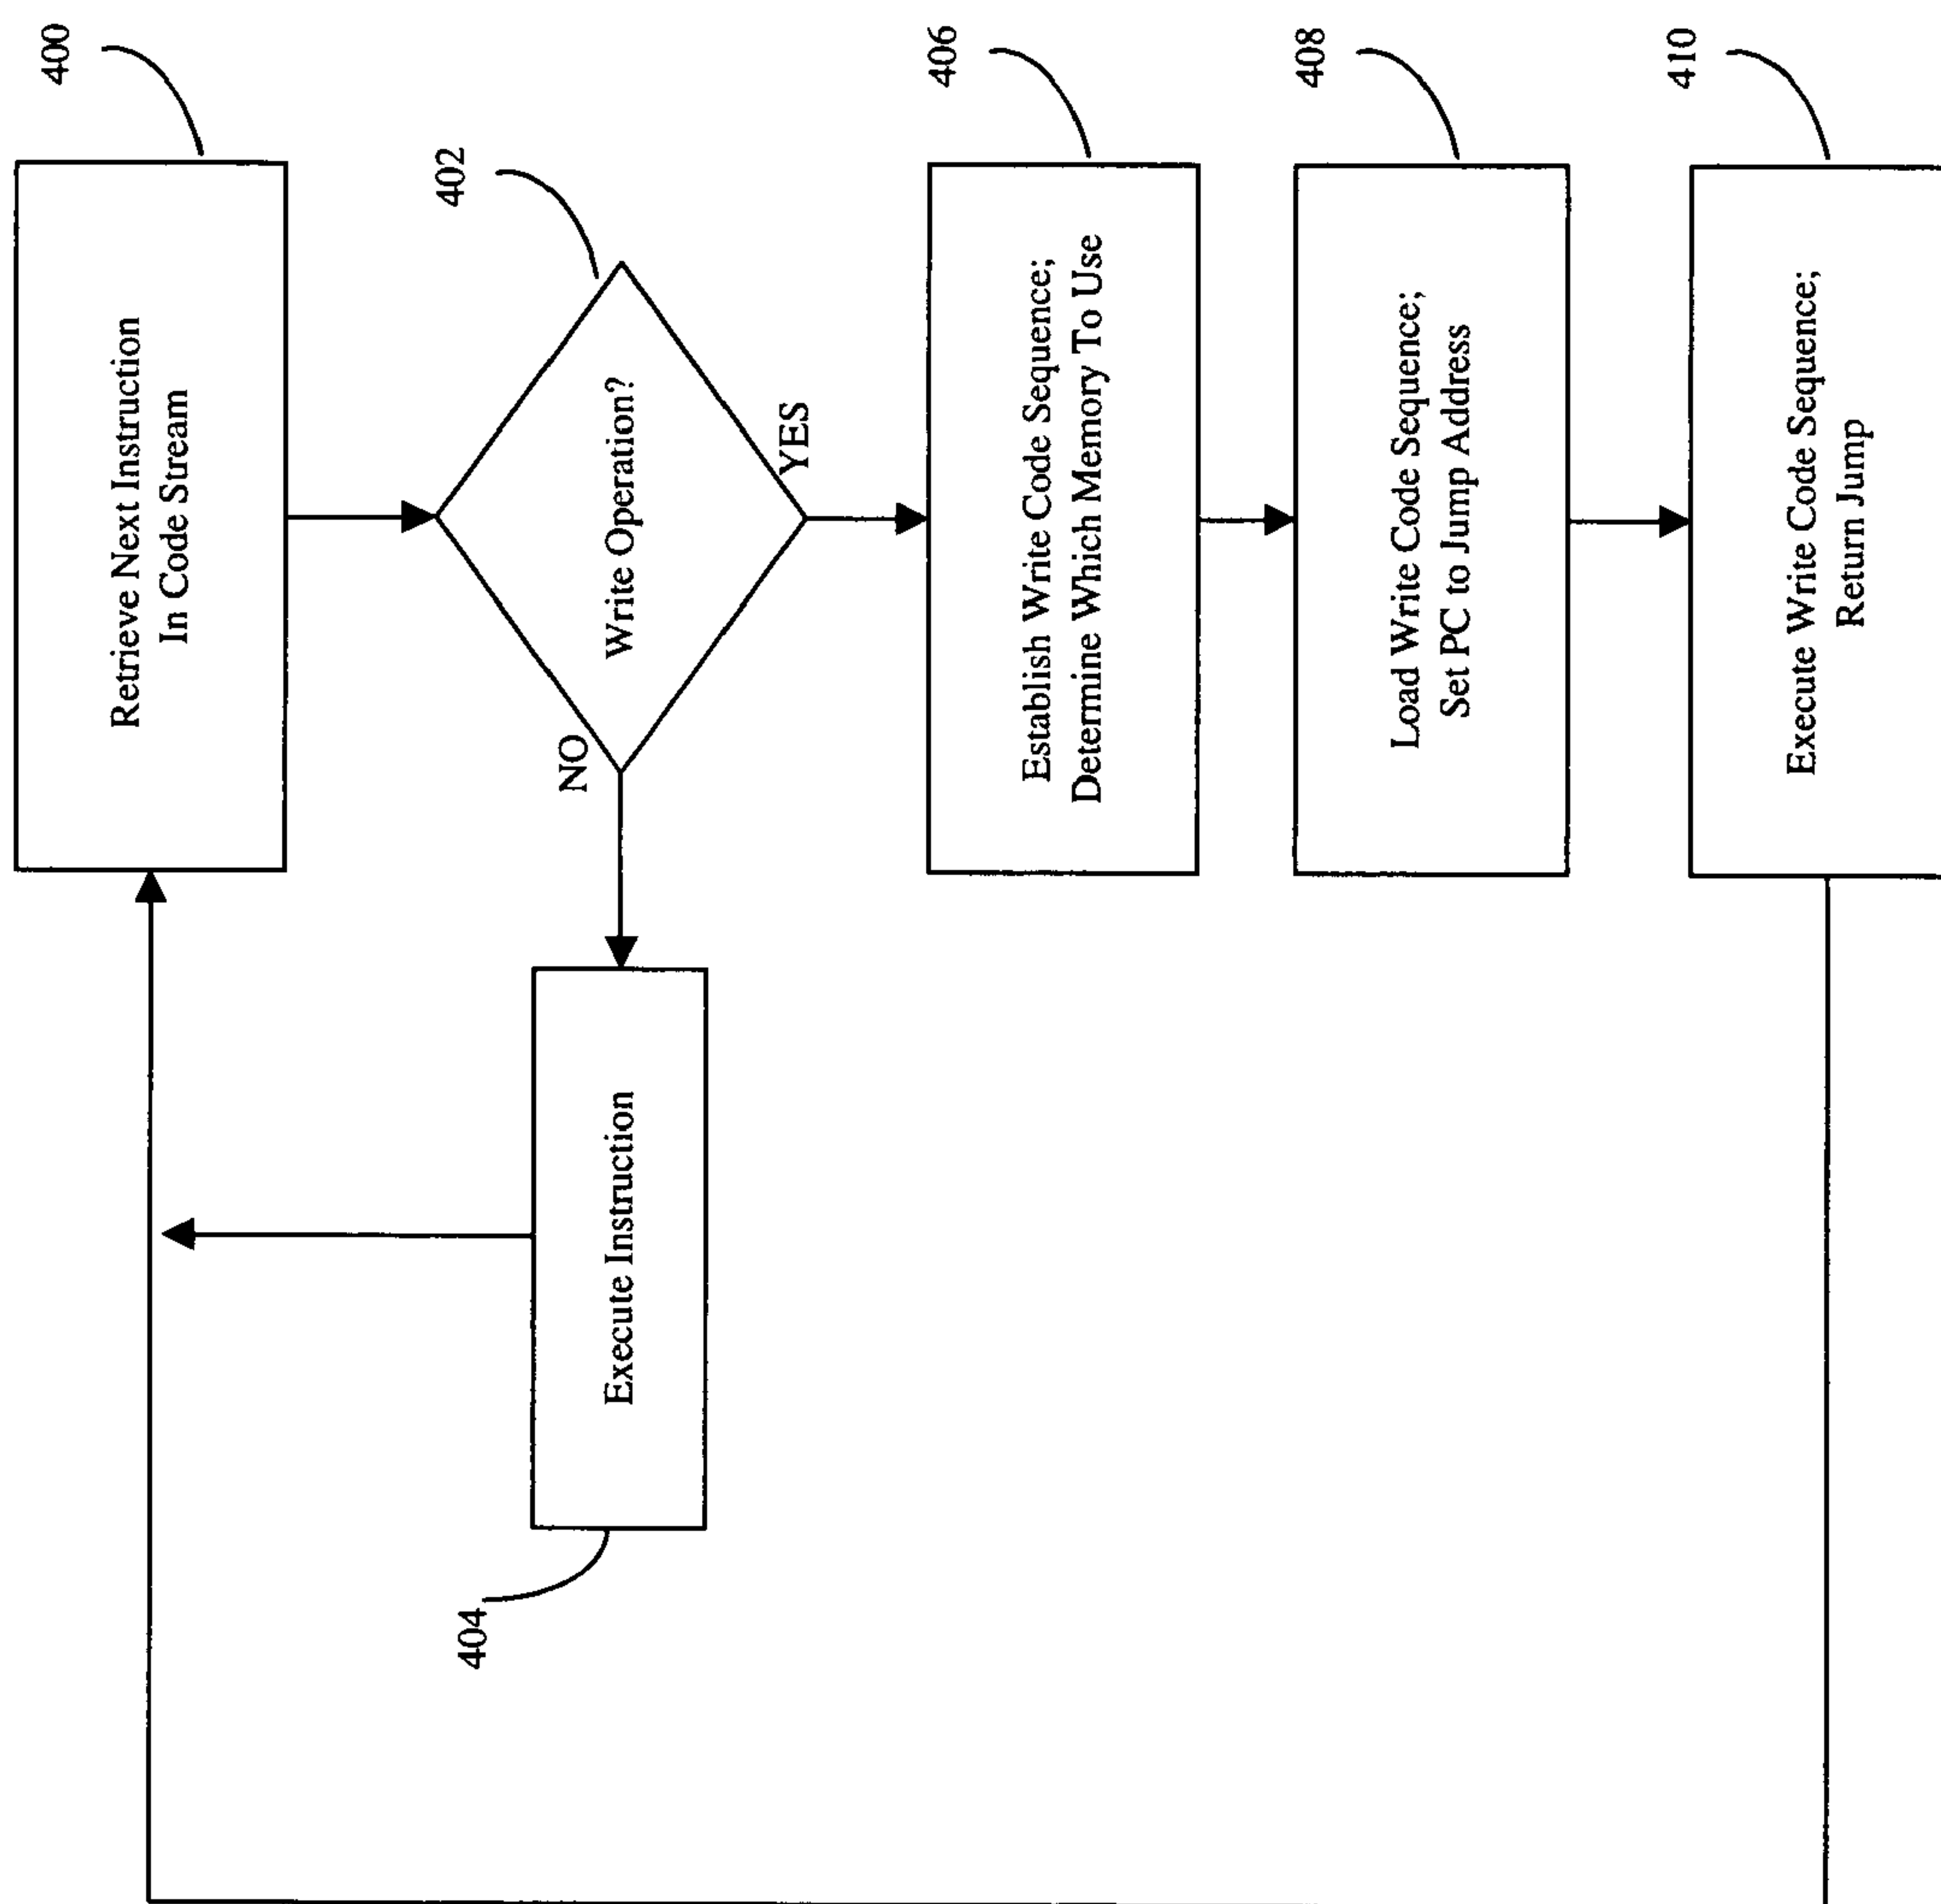 400
Retrieve Next Instruction
In Code Stream
402
Write Operation?
NO
YES
404
Execute Instruction
406
Establish Write Code Sequence;
Determine Which Memory To Use
408
Load Write Code Sequence;
Set PC to Jump Address
410
Execute Write Code Sequence;
Return Jump